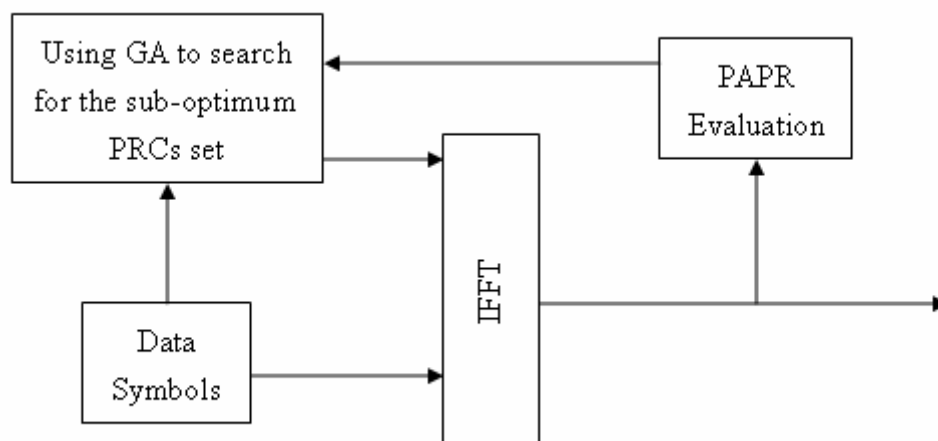 Using GA to search
for the sub-optimum
PRCs set
PAPR
Evaluation
IFFT
Data
Symbols